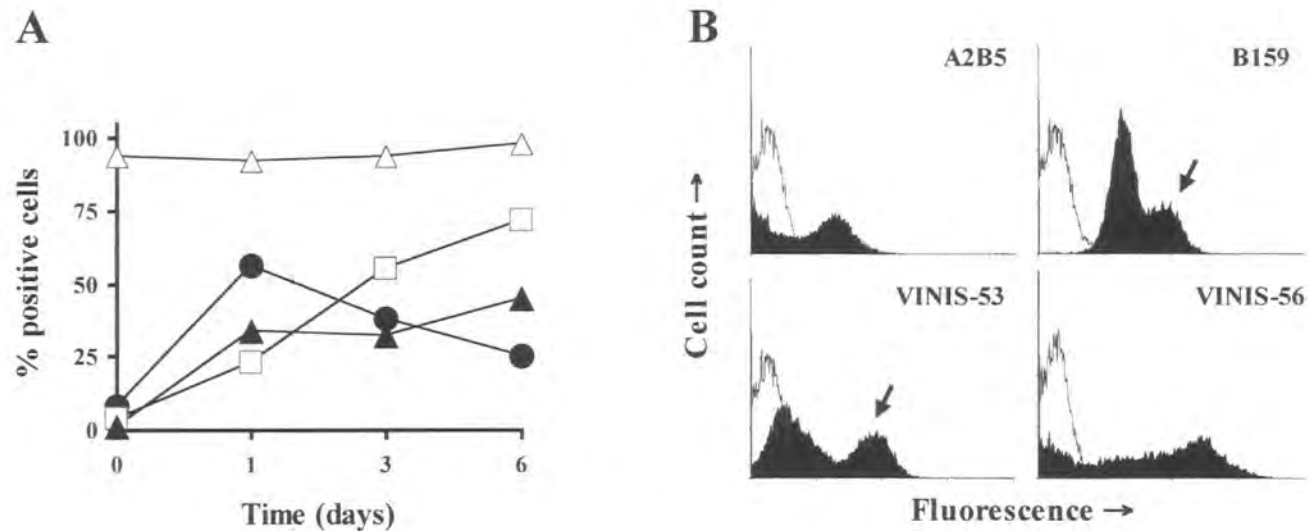 A
% positive cells
100
75
50
25
0
0 1 3 6
Time (days)
B
Cell count →
A2B5
B159
VINIS-53
VINIS-56
Fluorescence →